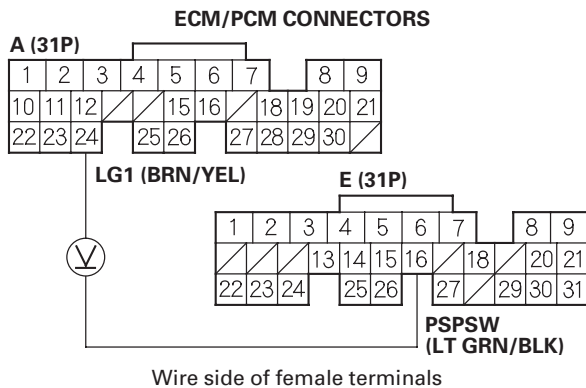 ECM/PCM CONNECTORS
A (31P)
1 2 3 4 5 6 7 8 9
10 11 12 15 16 18 19 20 21
22 23 24 25 26 27 28 29 30
LG1 (BRN/YEL)
E (31P)
1 2 3 4 5 6 7 8 9
13 14 15 16 18 20 21
22 23 24 25 26 27 29 30 31
V
PSPSW
(LT GRN/BLK)
Wire side of female terminals